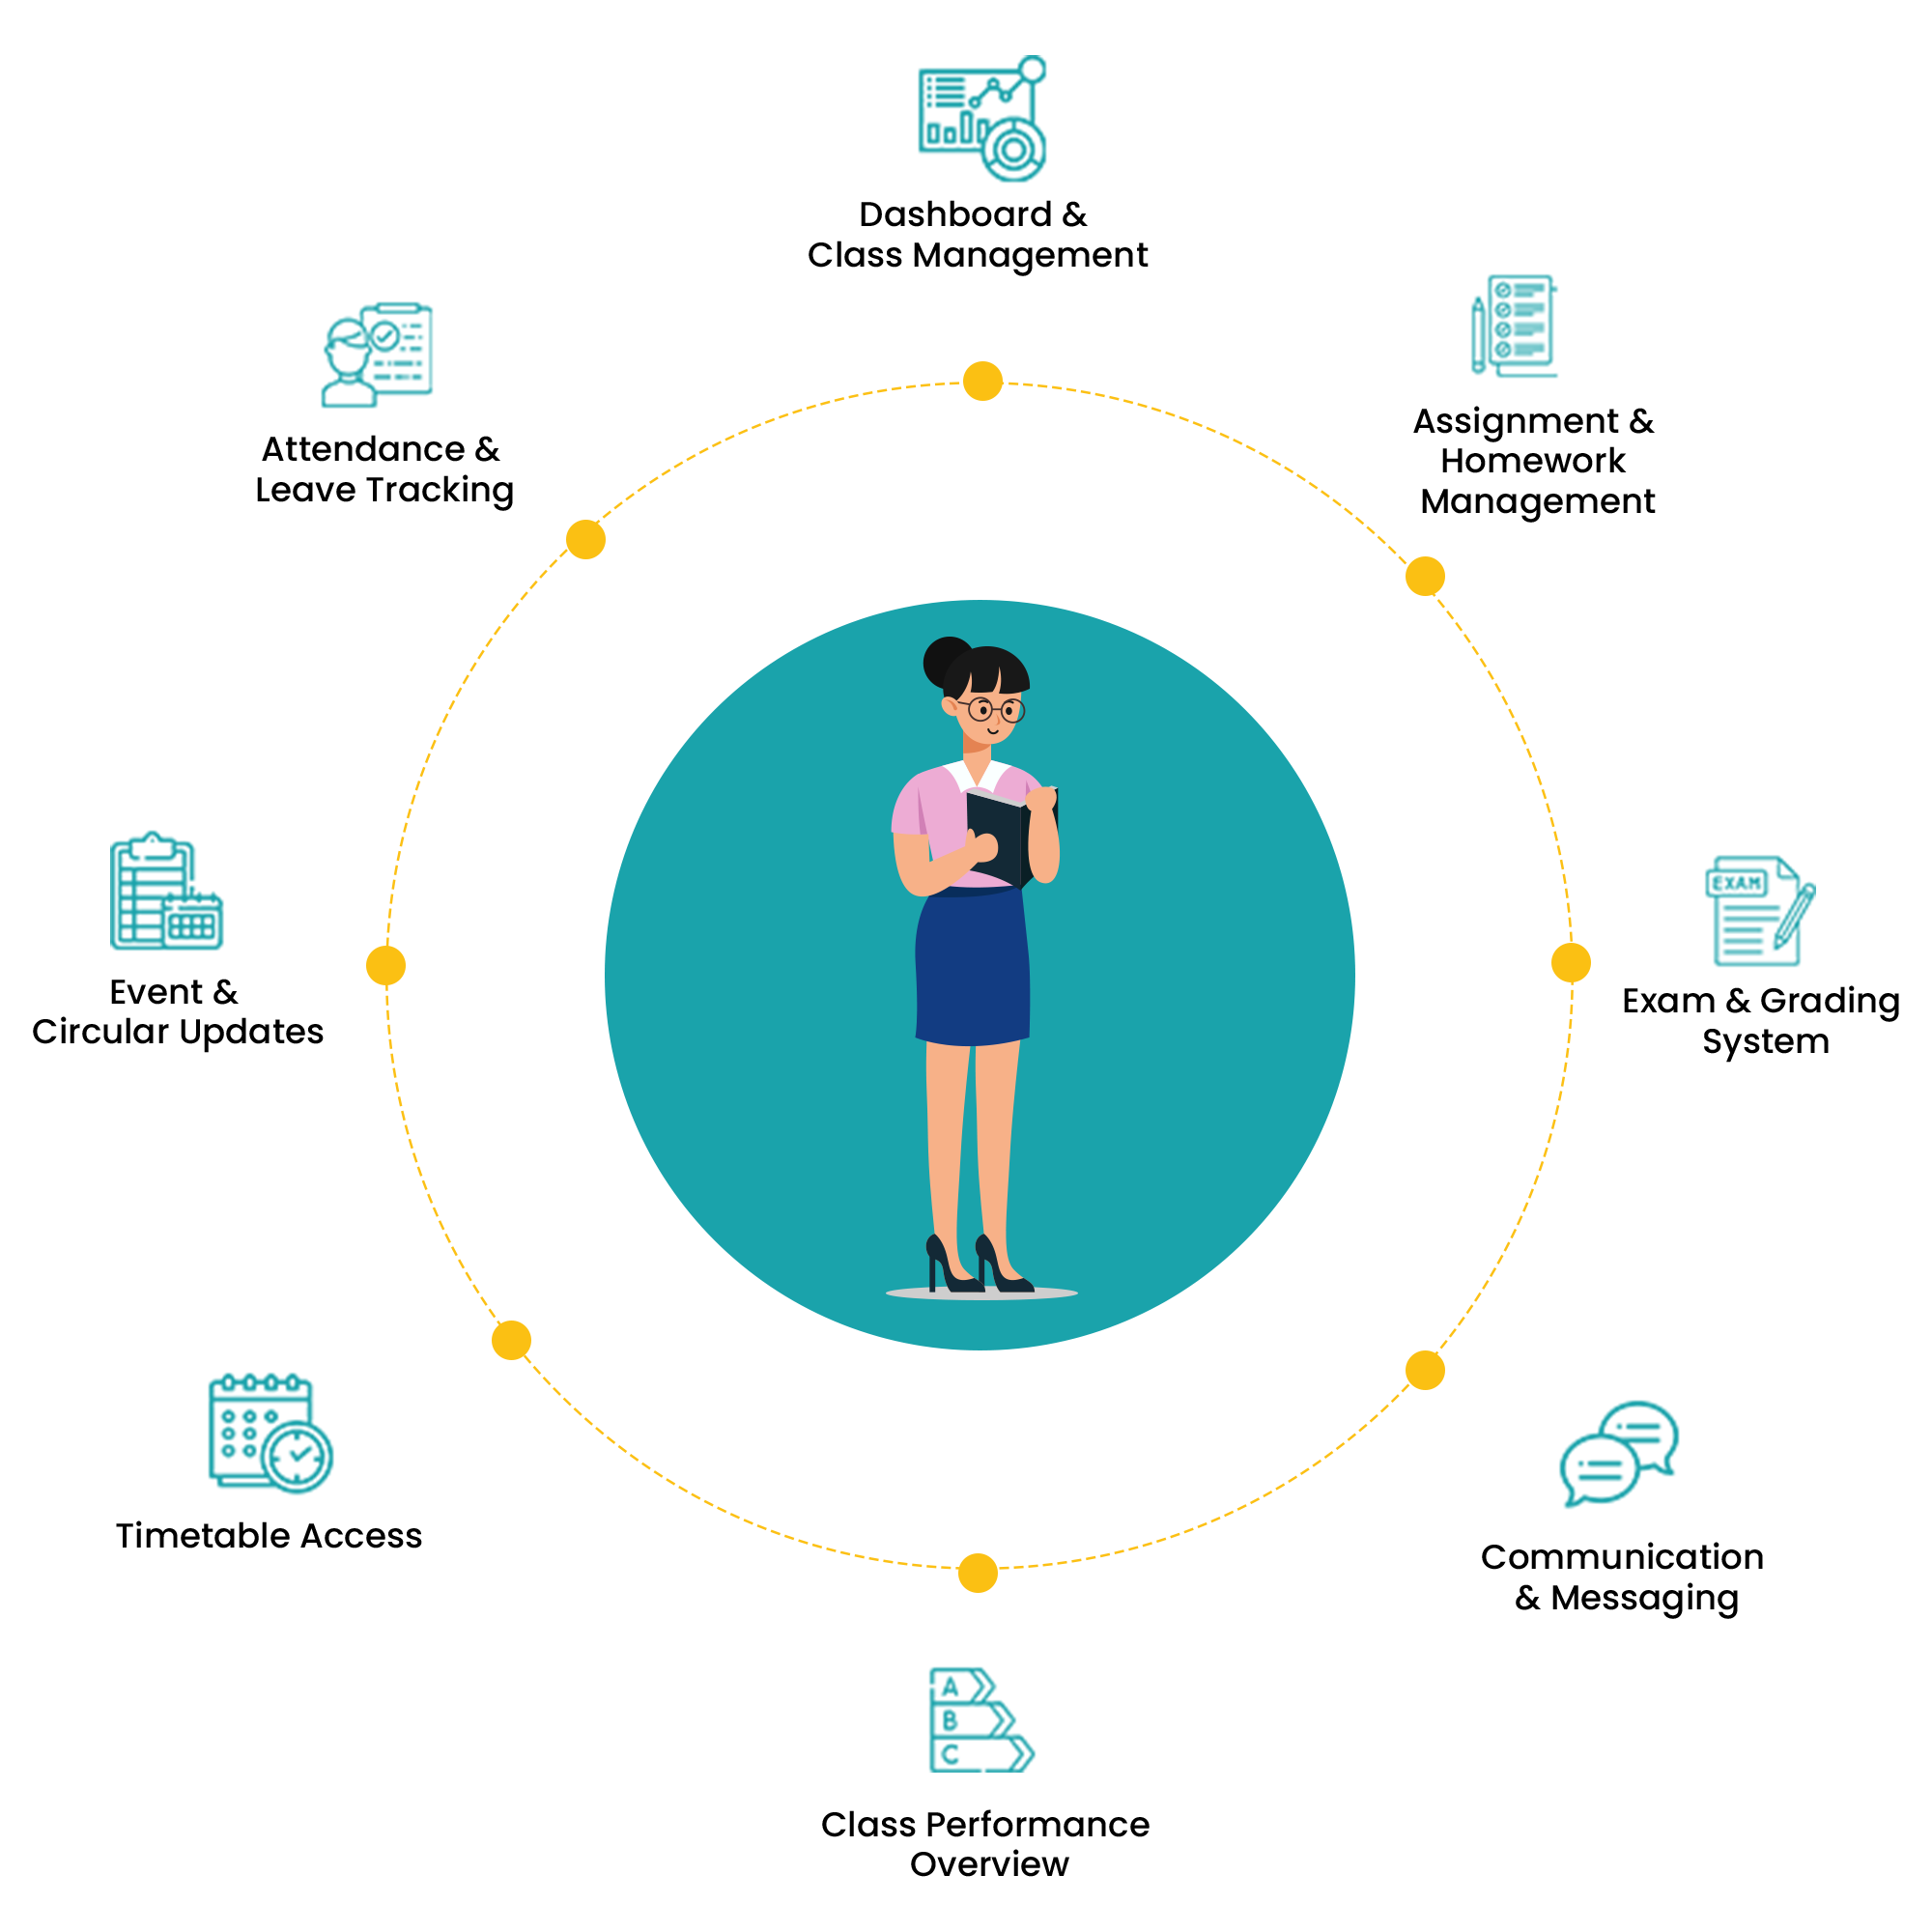 Dashboard &
Class Management
Assignment &
Homework
Management
Attendance &
Leave Tracking
EXAM
Exam & Grading
System
Event &
Circular Updates
Timetable Access
Communication
& Messaging
A
B
C
Class Performance
Overview